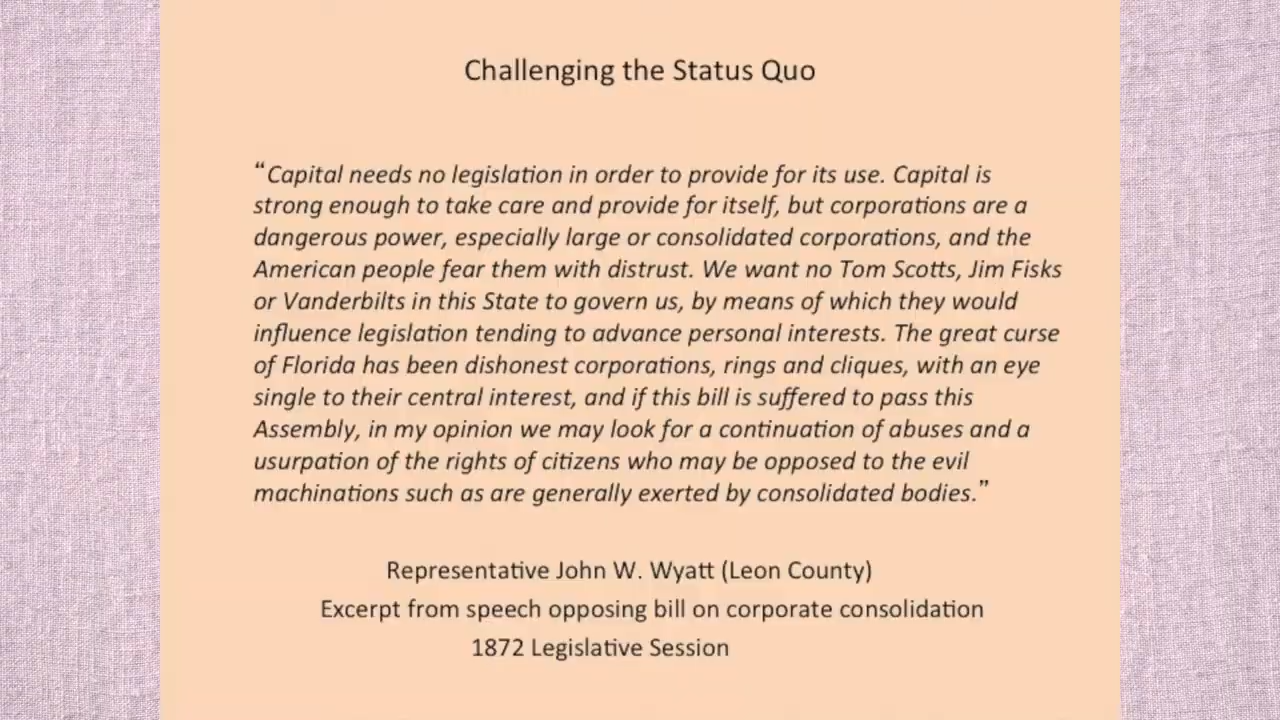 Challenging the Status Quo
“Capital needs no legislation in order to provide for its use. Capital is
strong enough to take care and provide for itself, but corporations are a
dangerous power, especially large or consolidated corporations, and the
American people fear them with distrust. We want no Tom Scotts, Jim Fisks
or Vanderbilts in this State to govern us, by means of which they would
influence legislation tending to advance personal interests. The great curse
of Florida has been dishonest corporations, rings and cliques, with an eye
single to their central interest, and if this bill is suffered to pass this
Assembly, in my opinion we may look for a continuation of abuses and a
usurpation of the rights of citizens who may be opposed to the evil
machinations such as are generally exerted by consolidated bodies.”
Representative John W. Wyatt (Leon County)
Excerpt from speech opposing bill on corporate consolidation
1872 Legislative Session